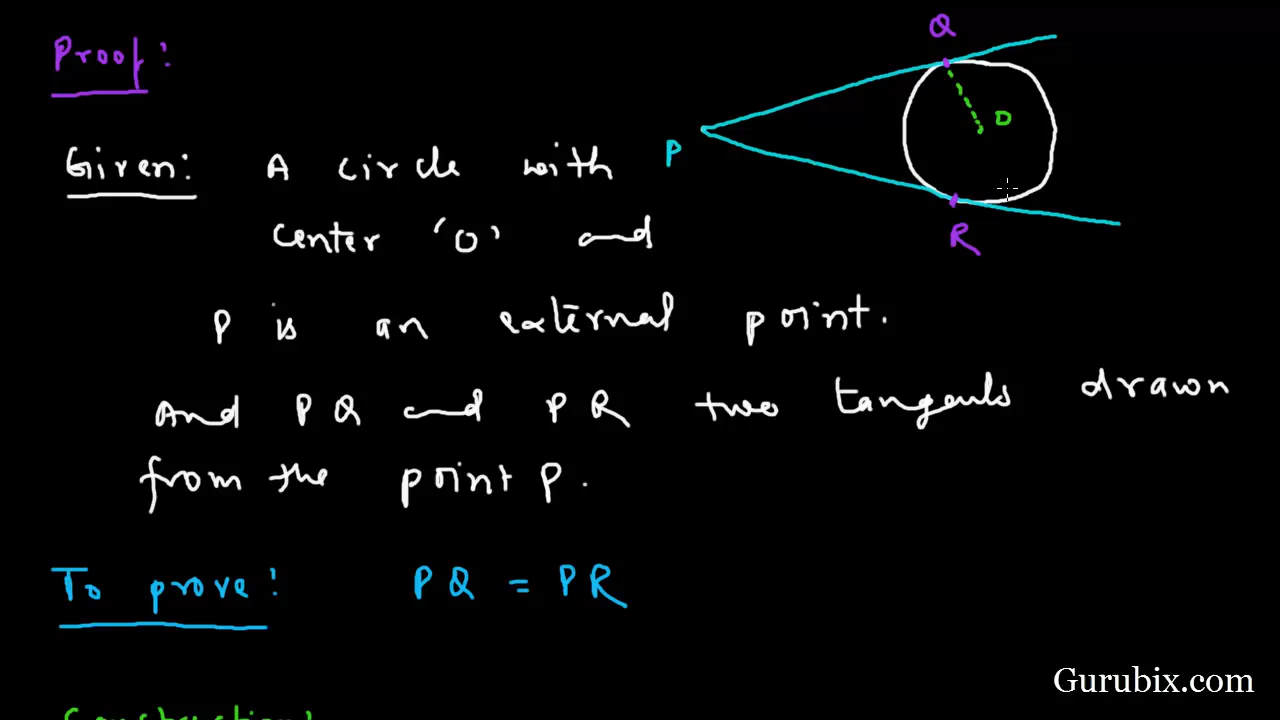 Proof:
Q
O
P
R
Given: A circle with
center 'O' and
P is an external point.
And PQ and PR two tangents drawn
from the point P.
To prove: PQ = PR
Construction:
Gurubix.com